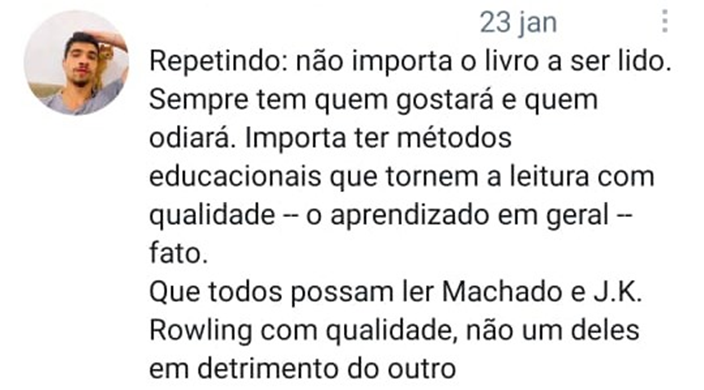 23 jan
Repetindo: não importa o livro a ser lido.
Sempre tem quem gostará e quem
odiará. Importa ter métodos
educacionais que tornem a leitura com
qualidade -- o aprendizado em geral --
fato.
Que todos possam ler Machado e J.K.
Rowling com qualidade, não um deles
em detrimento do outro